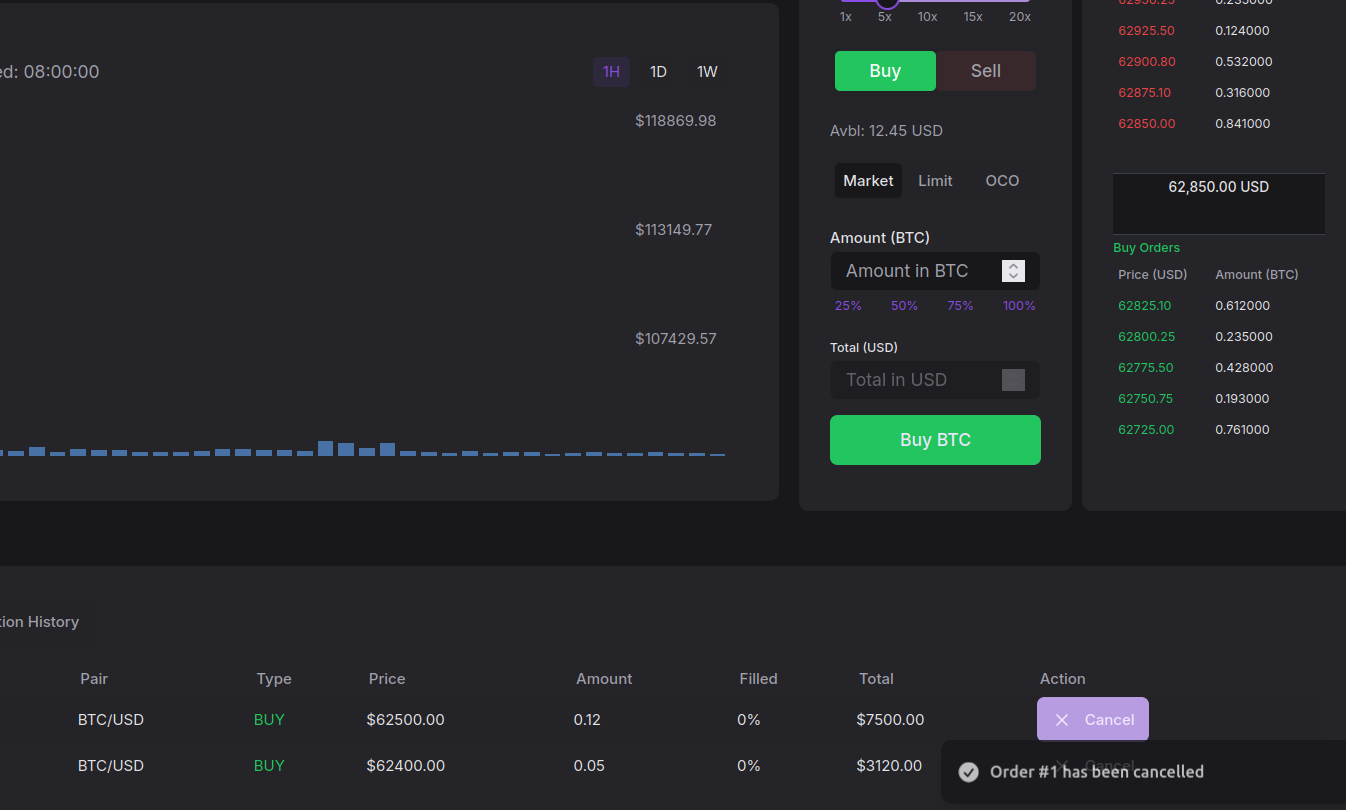 ed: 08:00:00
1H 1D 1W
$118869.98
$113149.77
$107429.57
1x 5x 10x 15x 20x
Buy Sell
Avbl: 12.45 USD
Market Limit OCO
Amount (BTC)
Amount in BTC
25% 50% 75% 100%
Total (USD)
Total in USD
Buy BTC
62950.25 0.235000
62925.50 0.124000
62900.80 0.532000
62875.10 0.316000
62850.00 0.841000
62,850.00 USD
Buy Orders
Price (USD) Amount (BTC)
62825.10 0.612000
62800.25 0.235000
62775.50 0.428000
62750.75 0.193000
62725.00 0.761000
tion History
Pair Type Price Amount Filled Total Action
BTC/USD BUY $62500.00 0.12 0% $7500.00 Cancel
BTC/USD BUY $62400.00 0.05 0% $3120.00 Cancel
Order #1 has been cancelled